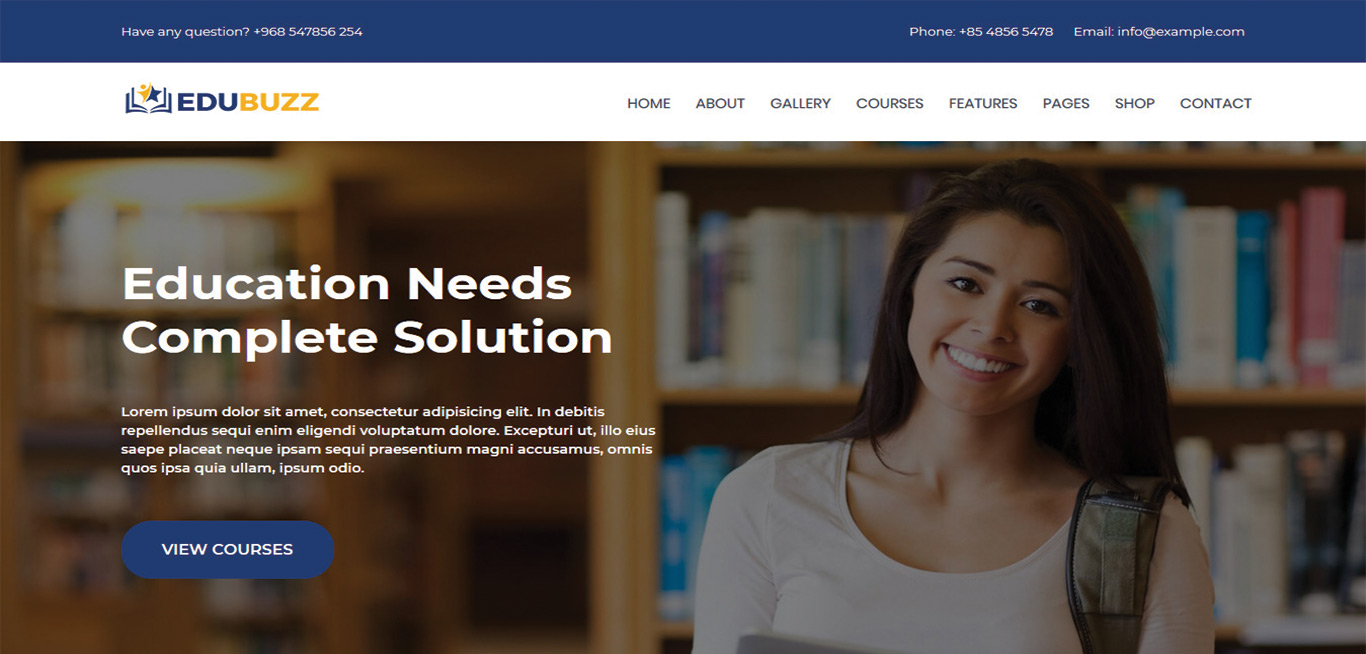 Have any question? +968 547856 254
Phone: +85 4856 5478 Email: info@example.com
EDUBUZZ
HOME ABOUT GALLERY COURSES FEATURES PAGES SHOP CONTACT
Education Needs
Complete Solution
Lorem ipsum dolor sit amet, consectetur adipisicing elit. In debitis
repellendus sequi enim eligendi voluptatum dolore. Excepturi ut, illo eius
saepe placeat neque ipsam sequi praesentium magni accusamus, omnis
quos ipsa quia ullam, ipsum odio.
VIEW COURSES